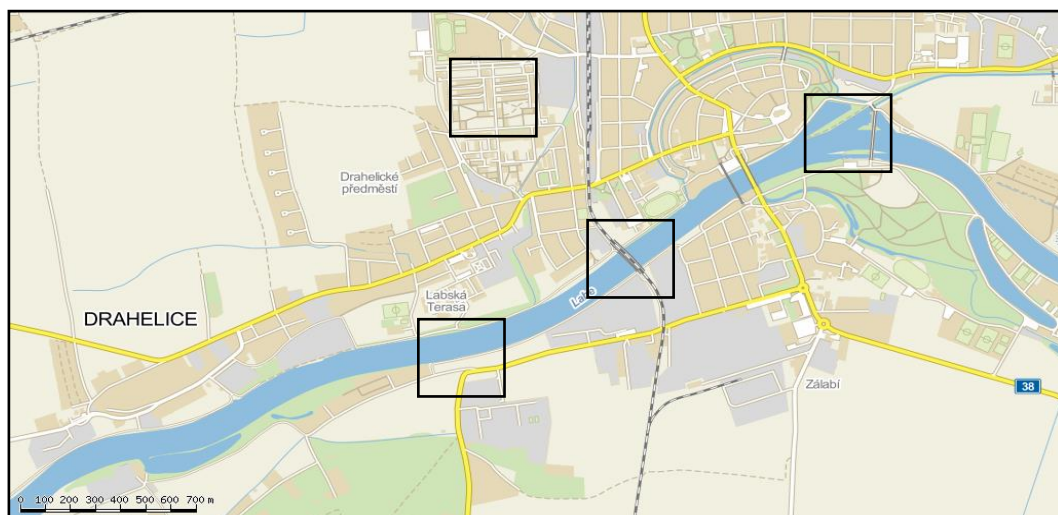 Drahelické
předměstí
Labská
Terasa
Labe
DRAHELICE
Zálabí
38
0 100 200 300 400 500 600 700 m